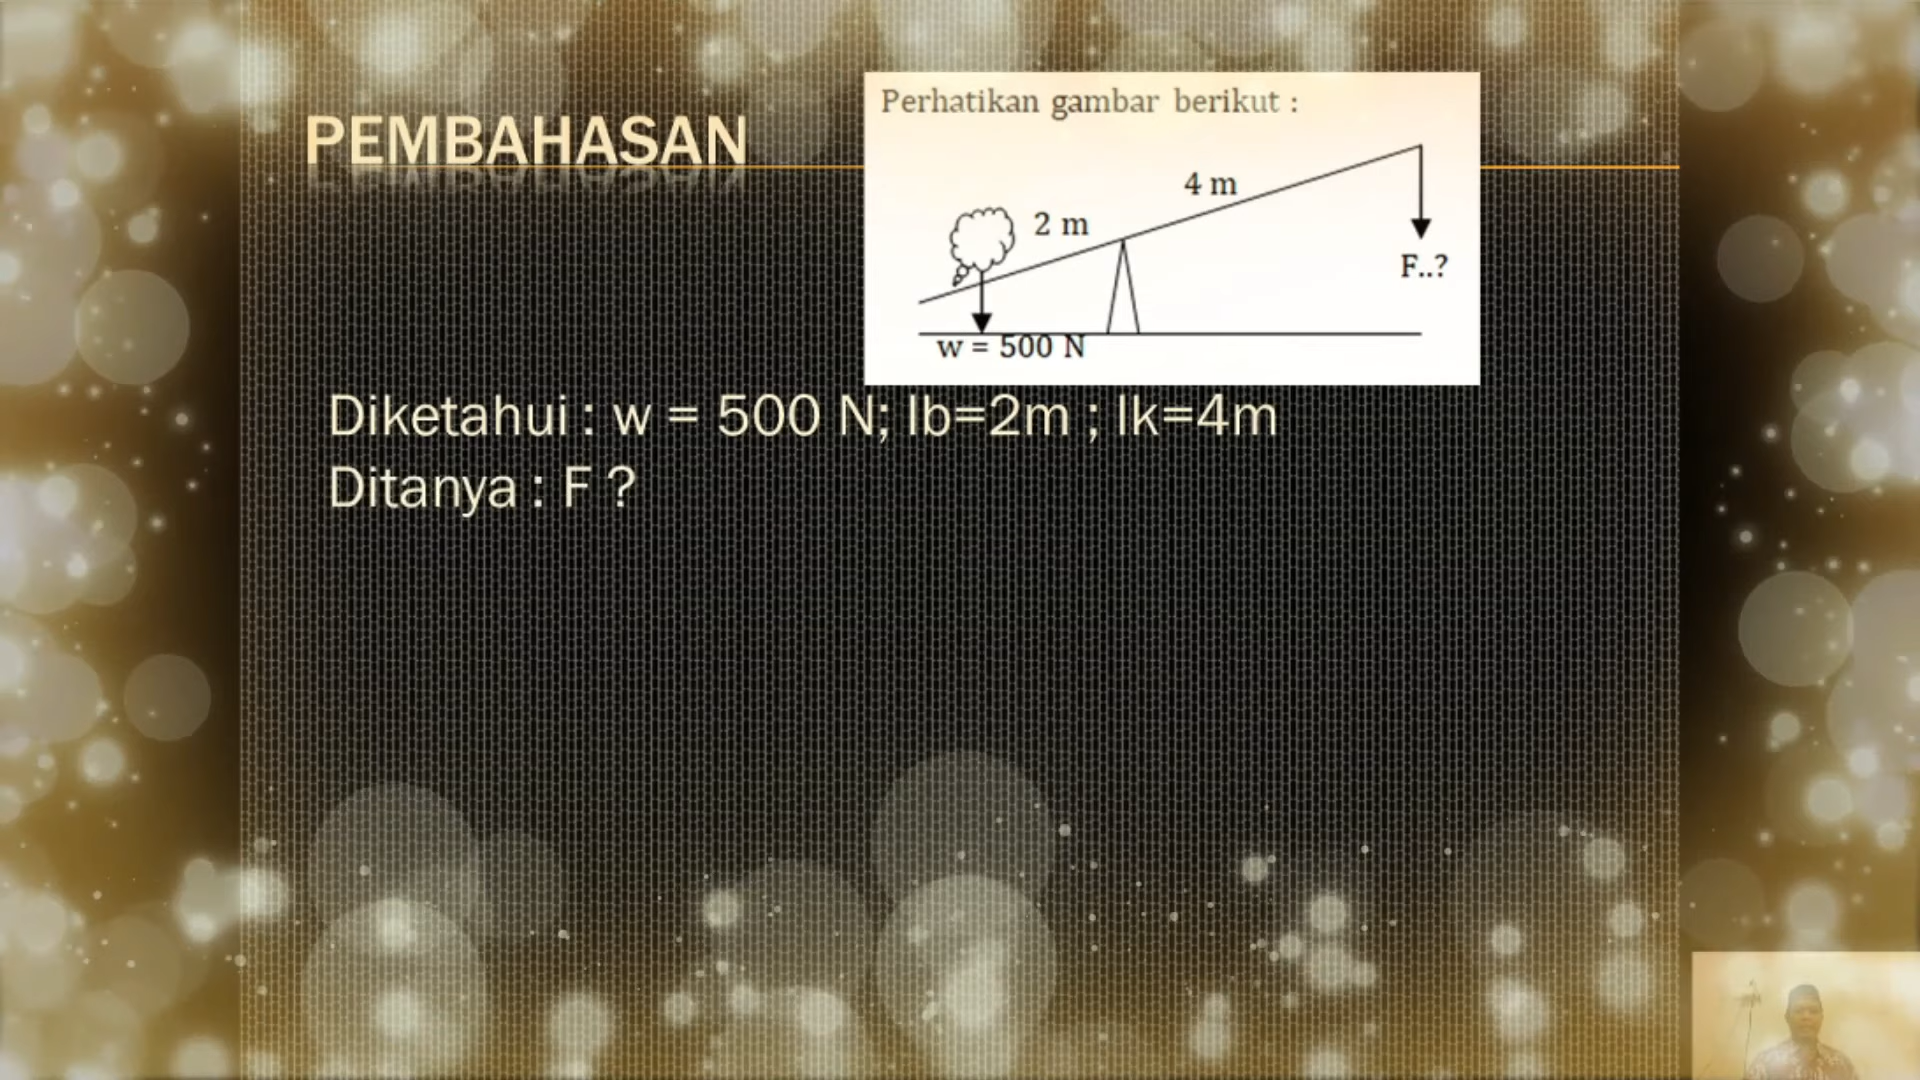 PEMBAHASAN
Perhatikan gambar berikut :
4 m
2 m
F..?
w = 500 N
Diketahui : w = 500 N; lb=2m ; lk=4m
Ditanya : F ?